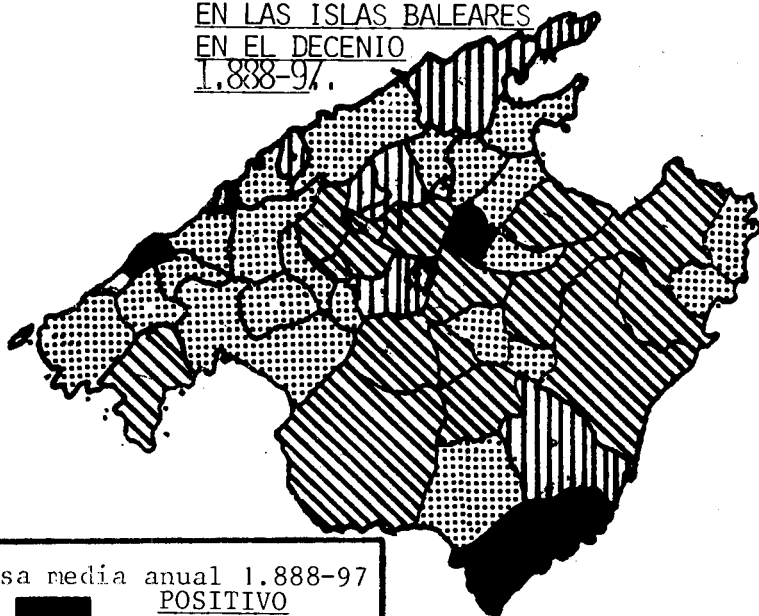 EN LAS ISLAS BALEARES
EN EL DECENIO
1.888-97.
sa media anual 1.888-97
POSITIVO